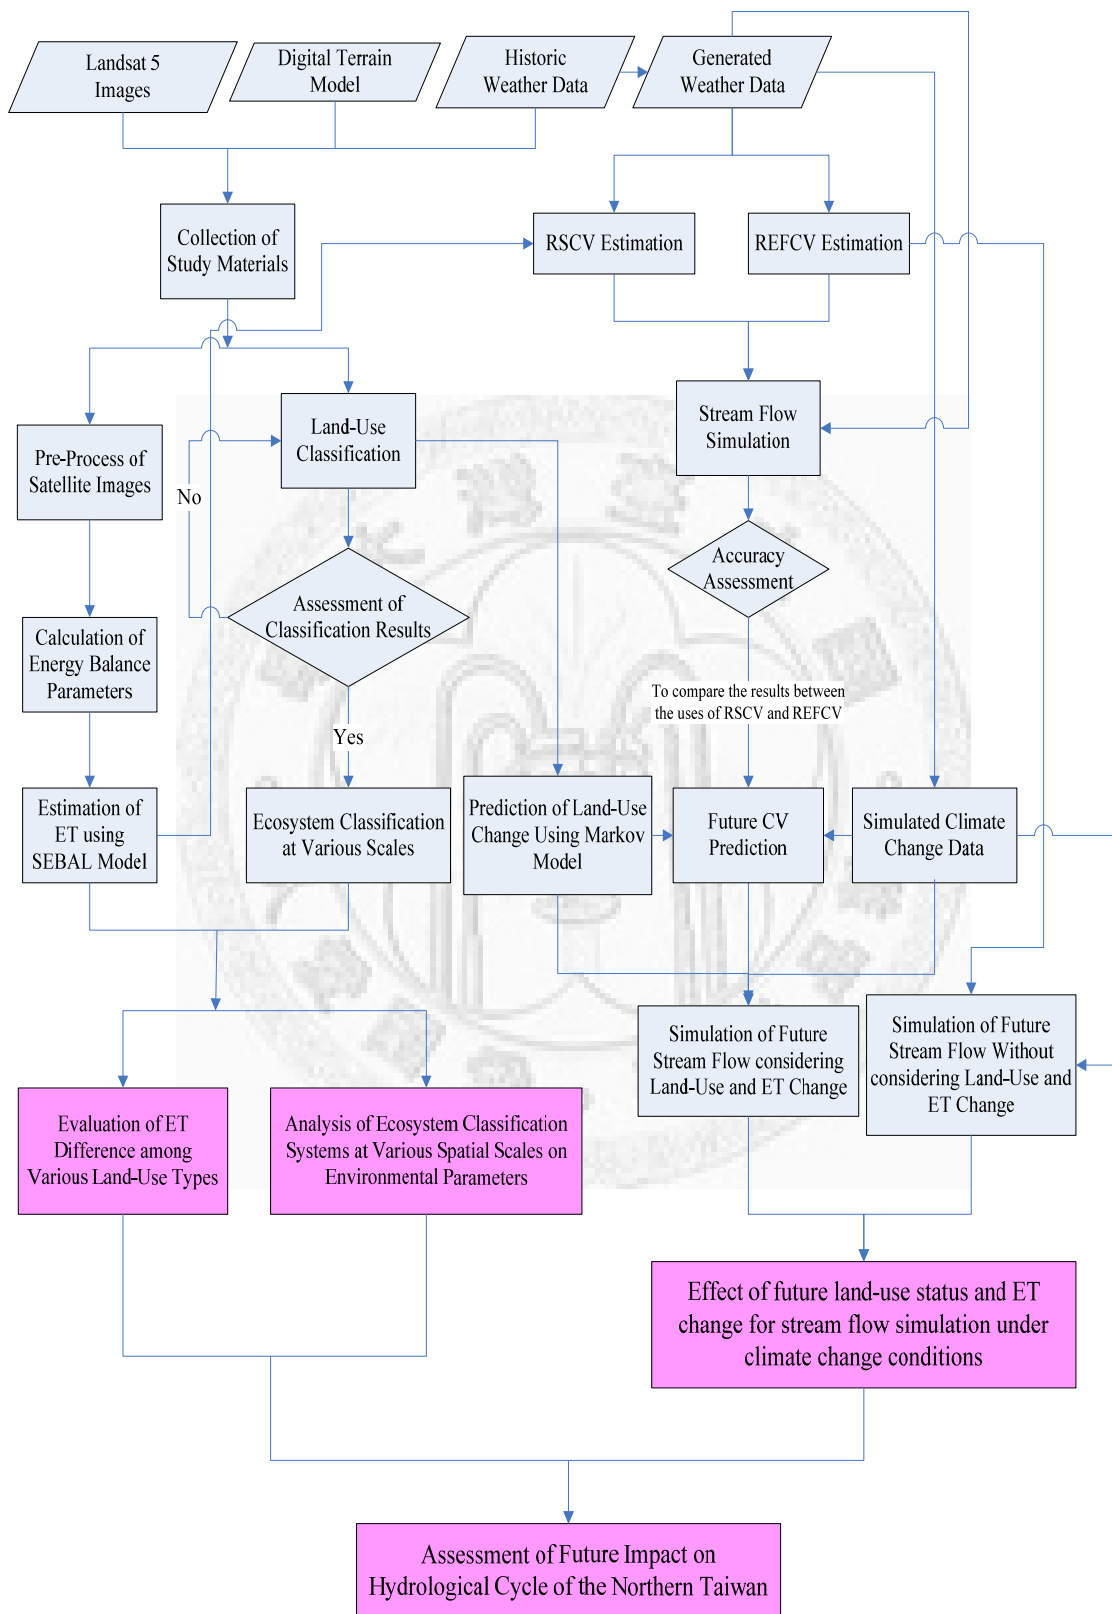 Landsat 5
Images
Digital Terrain
Model
Historic
Weather Data
Generated
Weather Data
Collection of
Study Materials
RSCV Estimation
REFCV Estimation
Pre-Process of
Satellite Images
Land-Use
Classification
Stream Flow
Simulation
No
Accuracy
Assessment
Assessment of
Classification Results
Calculation of
Energy Balance
Parameters
To compare the results between
the uses of RSCV and REFCV
Yes
Estimation of
ET using
SEBAL Model
Ecosystem Classification
at Various Scales
Prediction of Land-Use
Change Using Markov
Model
Future CV
Prediction
Simulated Climate
Change Data
Simulation of Future
Stream Flow considering
Land-Use and ET Change
Simulation of Future
Stream Flow Without
considering Land-Use and
ET Change
Evaluation of ET
Difference among
Various Land-Use Types
Analysis of Ecosystem Classification
Systems at Various Spatial Scales on
Environmental Parameters
Effect of future land-use status and ET
change for stream flow simulation under
climate change conditions
Assessment of Future Impact on
Hydrological Cycle of the Northern Taiwan